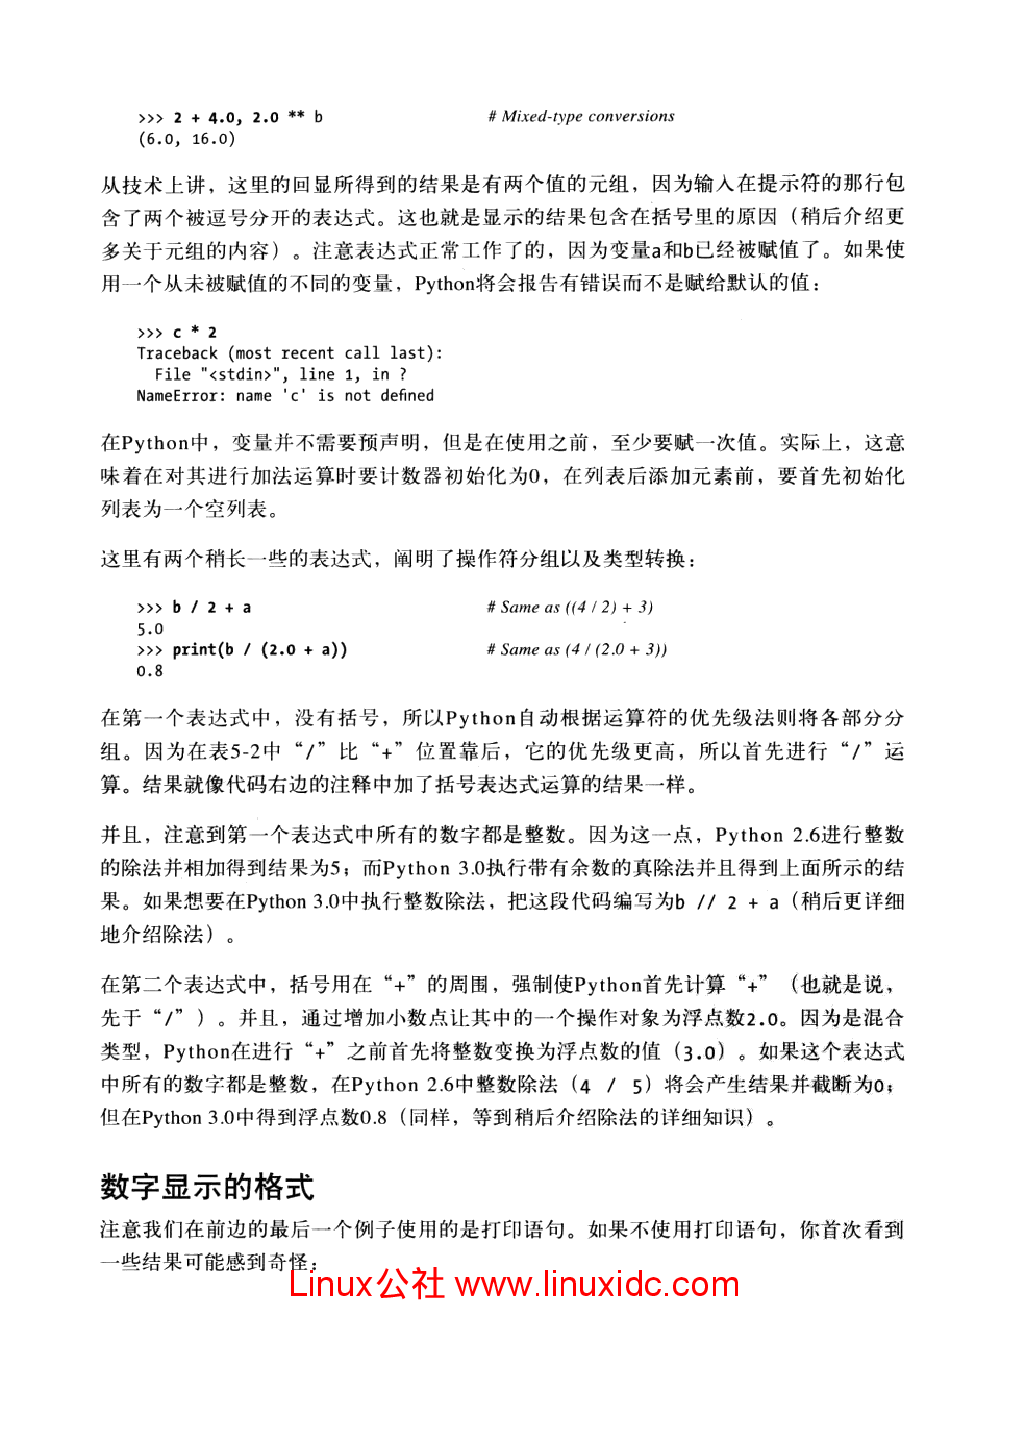 >>> 2 + 4.0, 2.0 ** b # Mixed-type conversions
(6.0, 16.0)
从技术上讲，这里的回显所得到的结果是有两个值的元组，因为输入在提示符的那行包
含了两个被逗号分开的表达式。这也就是显示的结果包含在括号里的原因（稍后介绍更
多关于元组的内容）。注意表达式正常工作了的，因为变量a和b已经被赋值了。如果使
用一个从未被赋值的不同的变量，Python将会报告有错误而不是赋给默认的值：
>>> c * 2
Traceback (most recent call last):
File "<stdin>", line 1, in ?
NameError: name 'c' is not defined
在Python中，变量并不需要预声明，但是在使用之前，至少要赋一次值。实际上，这意
味着在对其进行加法运算时要计数器初始化为0，在列表后添加元素前，要首先初始化
列表为一个空列表。
这里有两个稍长一些的表达式，阐明了操作符分组以及类型转换：
>>> b / 2 + a # Same as ((4 / 2) + 3)
5.0
>>> print(b / (2.0 + a)) # Same as (4 / (2.0 + 3))
0.8
在第一个表达式中，没有括号，所以Python自动根据运算符的优先级法则将各部分分
组。因为在表5-2中“/”比“+”位置靠后，它的优先级更高，所以首先进行“/”运
算。结果就像代码右边的注释中加了括号表达式运算的结果一样。
并且，注意到第一个表达式中所有的数字都是整数。因为这一点，Python 2.6进行整数
的除法并相加得到结果为5；而Python 3.0执行带有余数的真除法并且得到上面所示的结
果。如果想要在Python 3.0中执行整数除法，把这段代码编写为b // 2 + a（稍后更详细
地介绍除法）。
在第二个表达式中，括号用在“+”的周围，强制使Python首先计算“+”（也就是说，
先于“/”）。并且，通过增加小数点让其中的一个操作对象为浮点数2.0。因为是混合
类型，Python在进行“+”之前首先将整数变换为浮点数的值（3.0）。如果这个表达式
中所有的数字都是整数，在Python 2.6中整数除法（4 / 5）将会产生结果并截断为0；
但在Python 3.0中得到浮点数0.8（同样，等到稍后介绍除法的详细知识）。
数字显示的格式
注意我们在前边的最后一个例子使用的是打印语句。如果不使用打印语句，你首次看到
一些结果可能感到奇怪：
Linux公社 www.linuxidc.com